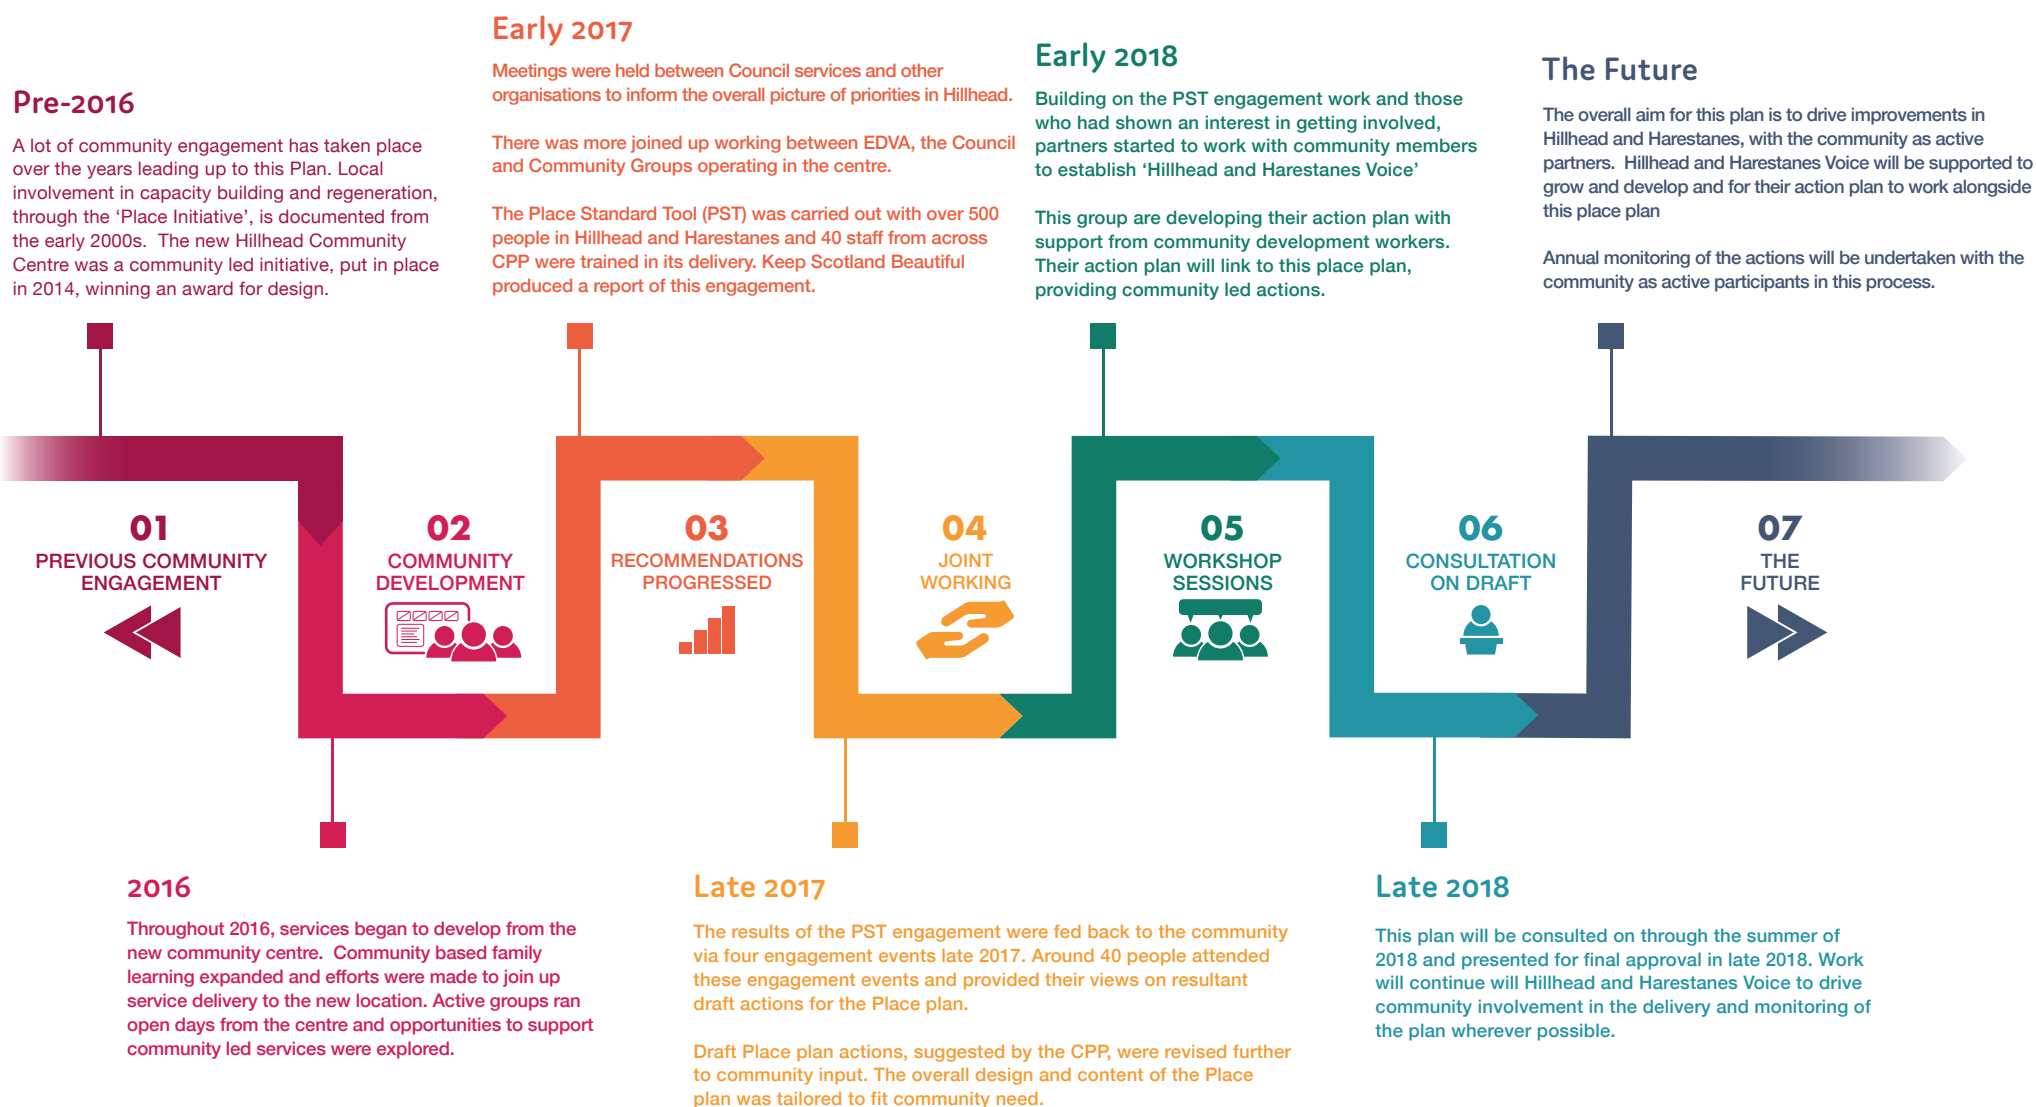 Pre-2016
A lot of community engagement has taken place
over the years leading up to this Plan. Local
involvement in capacity building and regeneration,
through the ‘Place Initiative’, is documented from
the early 2000s.  The new Hillhead Community
Centre was a community led initiative, put in place
in 2014, winning an award for design.
Early 2017
Meetings were held between Council services and other
organisations to inform the overall picture of priorities in Hillhead.
There was more joined up working between EDVA, the Council
and Community Groups operating in the centre.
The Place Standard Tool (PST) was carried out with over 500
people in Hillhead and Harestanes and 40 staff from across
CPP were trained in its delivery. Keep Scotland Beautiful
produced a report of this engagement.
Early 2018
Building on the PST engagement work and those
who had shown an interest in getting involved,
partners started to work with community members
to establish ‘Hillhead and Harestanes Voice’
This group are developing their action plan with
support from community development workers.
Their action plan will link to this place plan,
providing community led actions.
The Future
The overall aim for this plan is to drive improvements in
Hillhead and Harestanes, with the community as active
partners.  Hillhead and Harestanes Voice will be supported to
grow and develop and for their action plan to work alongside
this place plan
Annual monitoring of the actions will be undertaken with the
community as active participants in this process.
01
PREVIOUS COMMUNITY
ENGAGEMENT
02
COMMUNITY
DEVELOPMENT
03
RECOMMENDATIONS
PROGRESSED
04
JOINT
WORKING
05
WORKSHOP
SESSIONS
06
CONSULTATION
ON DRAFT
07
THE
FUTURE
2016
Throughout 2016, services began to develop from the
new community centre.  Community based family
learning expanded and efforts were made to join up
service delivery to the new location. Active groups ran
open days from the centre and opportunities to support
community led services were explored.
Late 2017
The results of the PST engagement were fed back to the community
via four engagement events late 2017. Around 40 people attended
these engagement events and provided their views on resultant
draft actions for the Place plan.
Draft Place plan actions, suggested by the CPP, were revised further
to community input. The overall design and content of the Place
plan was tailored to fit community need.
Late 2018
This plan will be consulted on through the summer of
2018 and presented for final approval in late 2018. Work
will continue will Hillhead and Harestanes Voice to drive
community involvement in the delivery and monitoring of
the plan wherever possible.